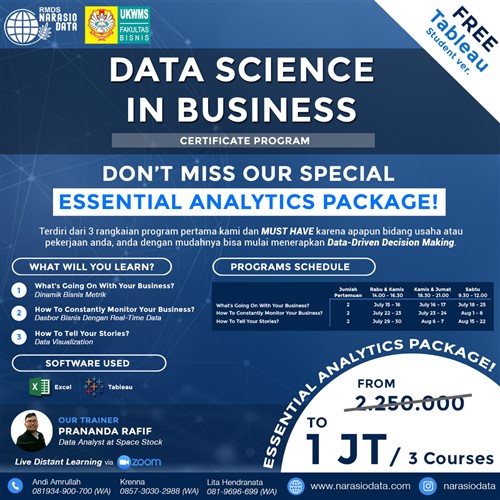 RMDS
NARASIO
DATA
UKWMS
FAKULTAS
BISNIS
FREE
Tableau
Student ver.
DATA SCIENCE
IN BUSINESS
CERTIFICATE PROGRAM
DON'T MISS OUR SPECIAL
ESSENTIAL ANALYTICS PACKAGE!
Terdiri dari 3 rangkaian program pertama kami dan MUST HAVE karena apapun bidang usaha atau
pekerjaan anda, anda dengan mudahnya bisa mulai menerapkan Data-Driven Decision Making.
WHAT WILL YOU LEARN?
1 What's Going On With Your Business?
Dinamik Bisnis Metrik
2 How To Constantly Monitor Your Business?
Dasbor Bisnis Dengan Real-Time Data
3 How To Tell Your Stories?
Data Visualization
SOFTWARE USED
Excel
Tableau
PROGRAMS SCHEDULE
Jumlah Pertemuan Rabu & Kamis 14.00 - 16.30 Kamis & Jumat 18.30 - 21.00 Sabtu 9.30 - 12.00
What's Going On With Your Business? 2 July 15 - 16 July 16 - 17 July 18 - 25
How To Constantly Monitor Your Business? 2 July 22 - 23 July 23 - 24 Aug 1 - 8
How To Tell Your Stories? 2 July 29 - 30 Aug 6 - 7 Aug 15 - 22
ESSENTIAL ANALYTICS PACKAGE!
FROM
2.250.000
TO
1 JT / 3 Courses
OUR TRAINER
PRANANDA RAFIF
Data Analyst at Space Stock
Live Distant Learning via zoom
Andi Amrullah
081934-900-700 (WA)
Krenna
0857-3030-2988 (WA)
Lita Hendranata
081-9696-699 (WA)
www.narasiodata.com
narasiodata